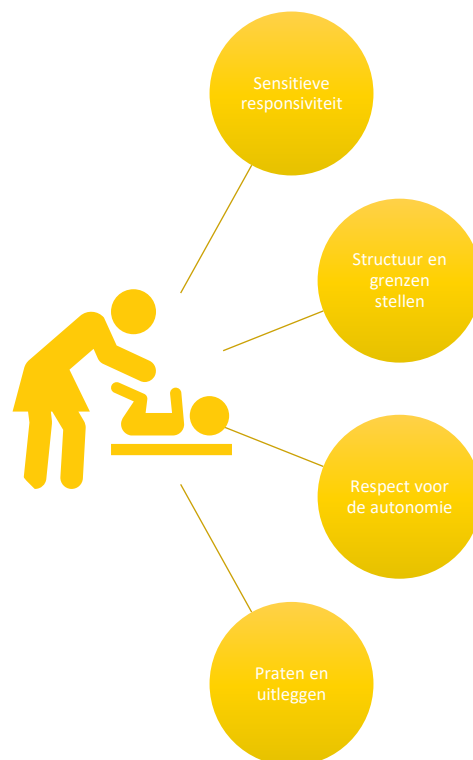 Sensitieve
responsiviteit
Structuur en
grenzen
stellen
Respect voor
de autonomie
Praten en
uitleggen